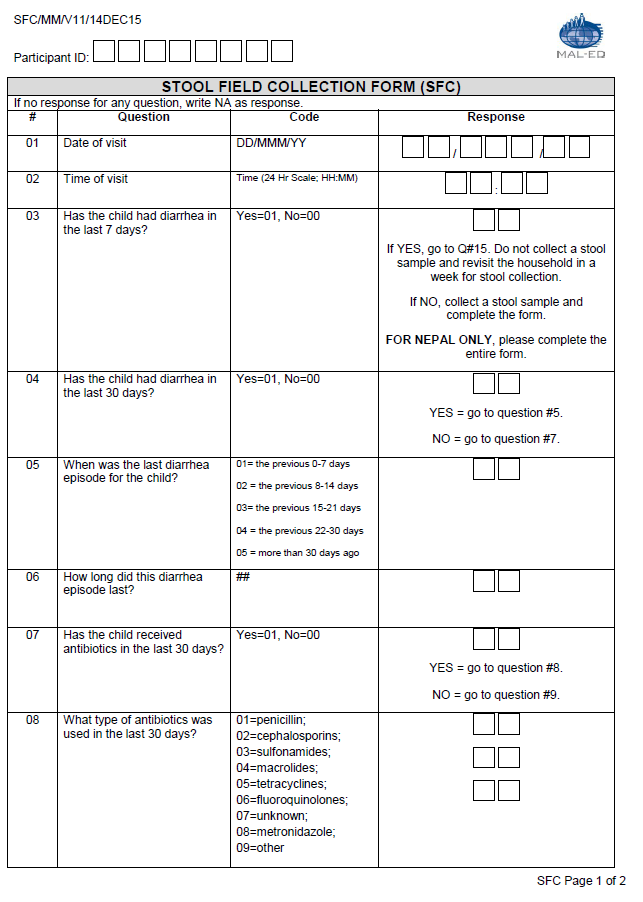 SFC/MM/V11/14DEC15
MAL-ED
Participant ID:
STOOL FIELD COLLECTION FORM (SFC)
If no response for any question, write NA as response.
# Question Code Response
01 Date of visit DD/MMM/YY / /
02 Time of visit Time (24 Hr Scale; HH:MM) :
03 Has the child had diarrhea in the last 7 days? Yes=01, No=00
If YES, go to Q#15. Do not collect a stool
sample and revisit the household in a
week for stool collection.
If NO, collect a stool sample and
complete the form.
FOR NEPAL ONLY, please complete the
entire form.
04 Has the child had diarrhea in the last 30 days? Yes=01, No=00
YES = go to question #5.
NO = go to question #7.
05 When was the last diarrhea episode for the child?
01= the previous 0-7 days
02 = the previous 8-14 days
03= the previous 15-21 days
04 = the previous 22-30 days
05 = more than 30 days ago
06 How long did this diarrhea episode last? ##
07 Has the child received antibiotics in the last 30 days? Yes=01, No=00
YES = go to question #8.
NO = go to question #9.
08 What type of antibiotics was used in the last 30 days?
01=penicillin;
02=cephalosporins;
03=sulfonamides;
04=macrolides;
05=tetracyclines;
06=fluoroquinolones;
07=unknown;
08=metronidazole;
09=other
SFC Page 1 of 2